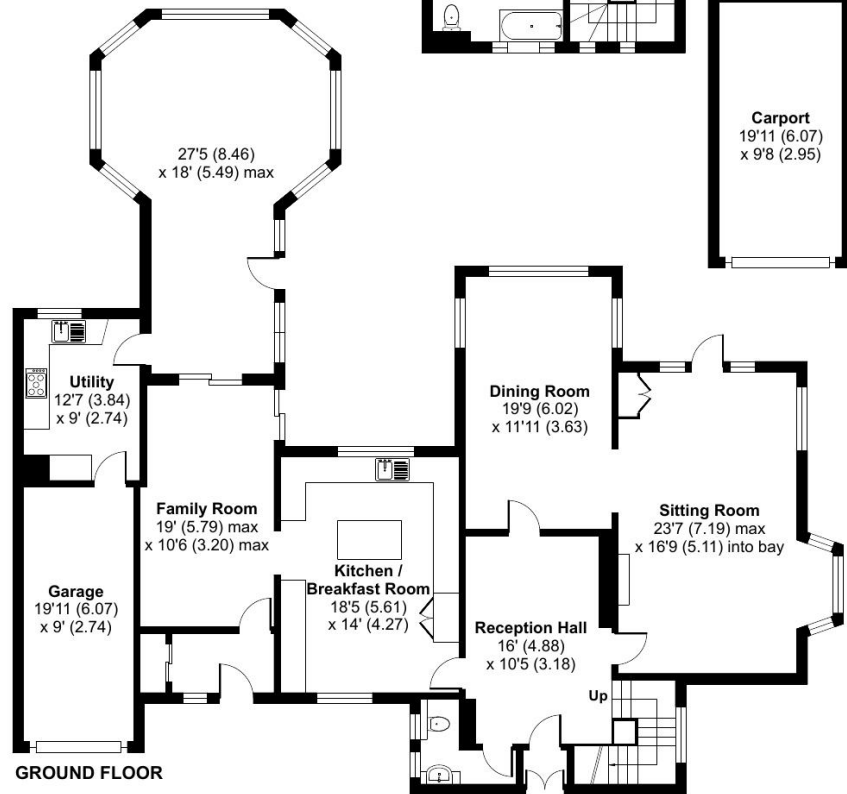 Carport
19'11 (6.07)
x 9'8 (2.95)
27'5 (8.46)
x 18' (5.49) max
Utility
12'7 (3.84)
x 9' (2.74)
Dining Room
19'9 (6.02)
x 11'11 (3.63)
Family Room
19' (5.79) max
x 10'6 (3.20) max
Sitting Room
23'7 (7.19) max
x 16'9 (5.11) into bay
Garage
19'11 (6.07)
x 9' (2.74)
Kitchen /
Breakfast Room
18'5 (5.61)
x 14' (4.27)
Reception Hall
16' (4.88)
x 10'5 (3.18)
Up
GROUND FLOOR